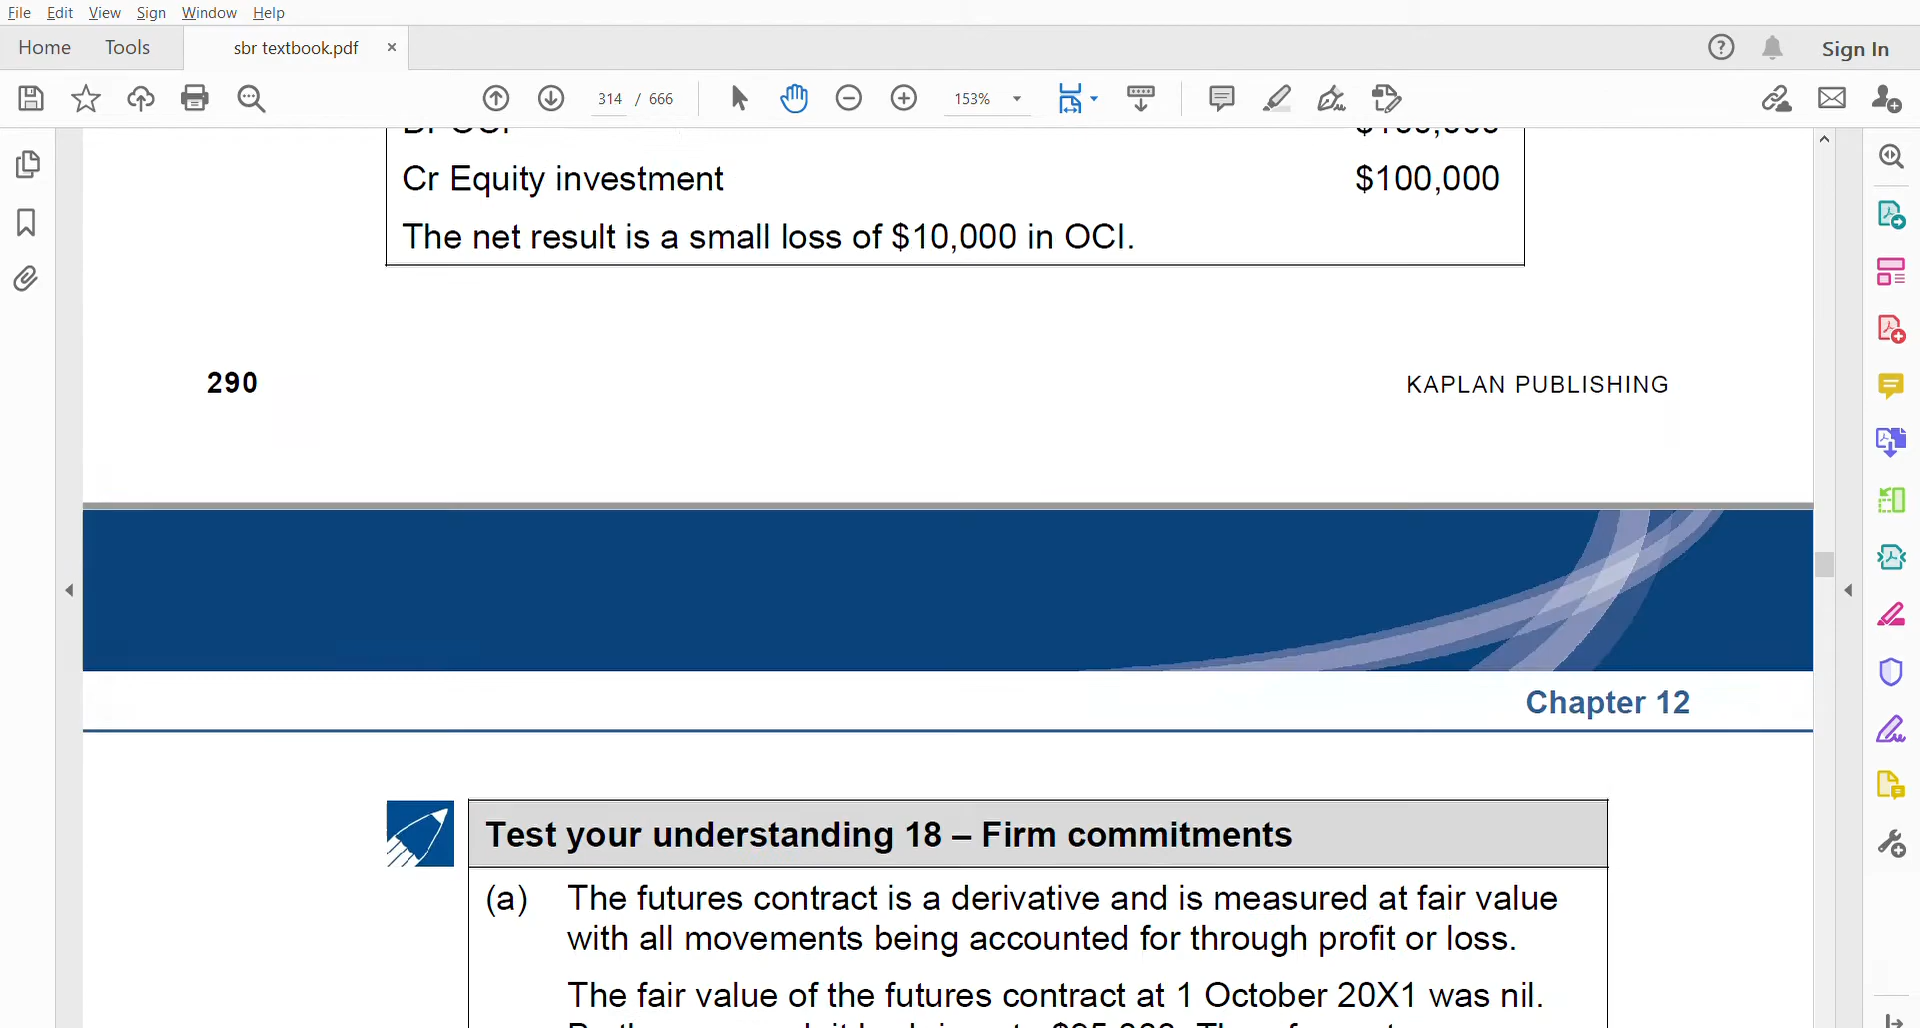 File Edit View Sign Window Help
Home Tools sbr textbook.pdf × Sign In
314 / 666 153%
Cr Equity investment $100,000
The net result is a small loss of $10,000 in OCI.
290 KAPLAN PUBLISHING
Chapter 12
Test your understanding 18 – Firm commitments
(a) The futures contract is a derivative and is measured at fair value
with all movements being accounted for through profit or loss.
The fair value of the futures contract at 1 October 20X1 was nil.